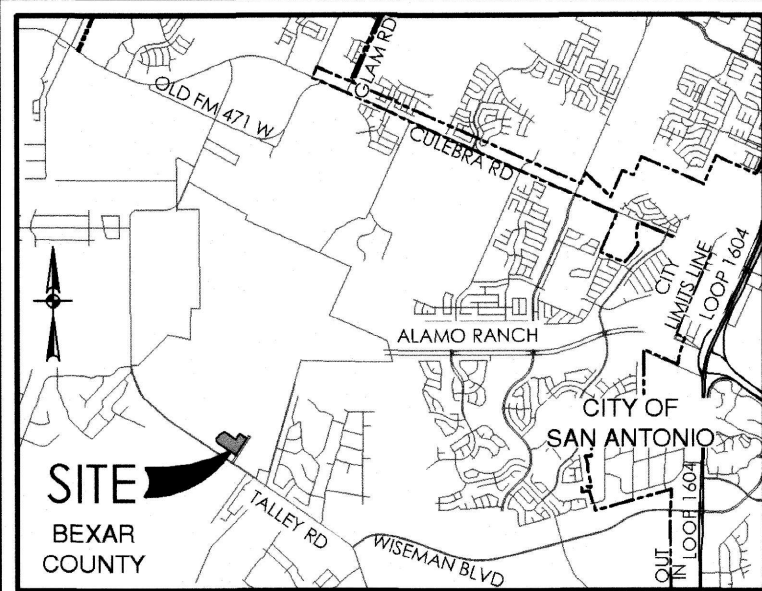 OLD FM 471 W
GLAM RD
CULEBRA RD
CITY
LIMITS LINE
LOOP 1604
ALAMO RANCH
CITY OF
SAN ANTONIO
SITE
BEXAR
COUNTY
TALLEY RD
WISEMAN BLVD
OUT
IN
LOOP 1604